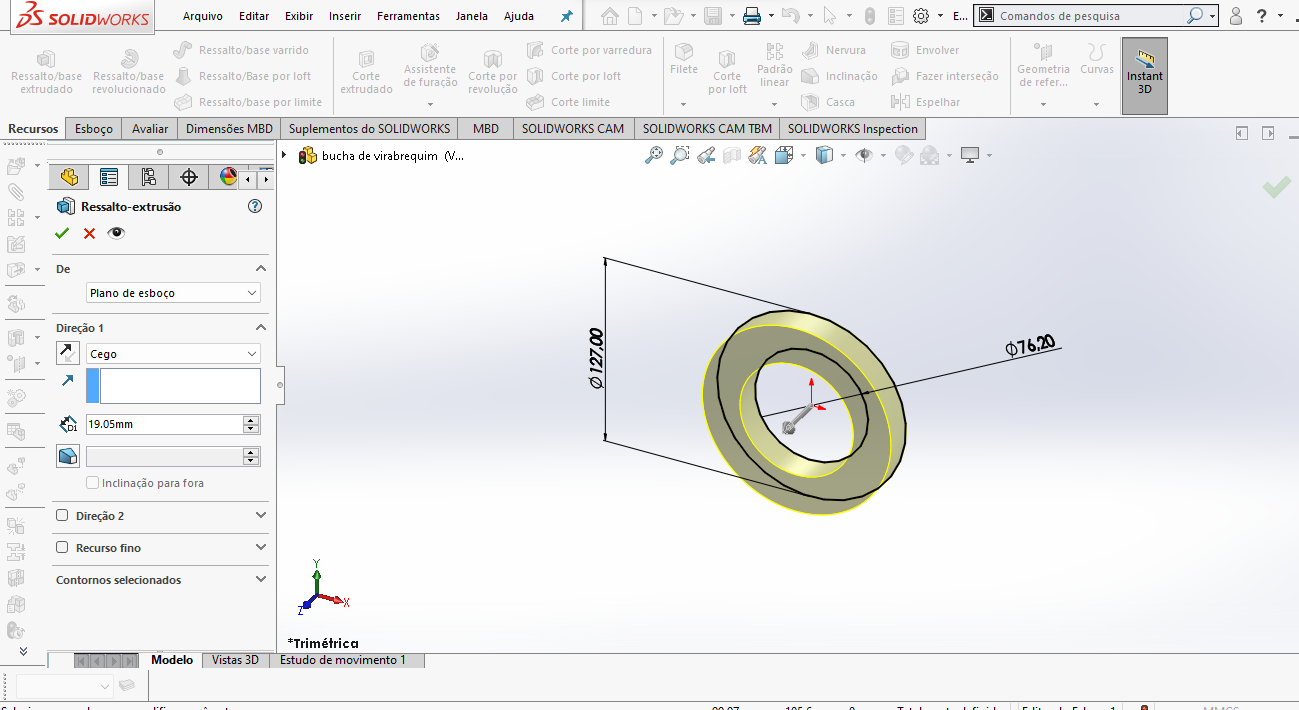 SOLIDWORKS
Arquivo Editar Exibir Inserir Ferramentas Janela Ajuda E... Comandos de pesquisa ?
Ressalto/base extrudado
Ressalto/base revolucionado
Ressalto/base varrido
Ressalto/Base por loft
Ressalto/base por limite
Corte extrudado
Assistente de furação
Corte por revolução
Corte por varredura
Corte por loft
Corte limite
Filete
Corte por loft
Padrão linear
Nervura
Inclinação
Casca
Envolver
Fazer interseção
Espelhar
Geometria de refer...
Curvas
Instant 3D
Recursos Esboço Avaliar Dimensões MBD Suplementos do SOLIDWORKS MBD SOLIDWORKS CAM SOLIDWORKS CAM TBM SOLIDWORKS Inspection
bucha de virabrequim (V...
Ressalto-extrusão ?
De
Plano de esboço
Direção 1
Cego
D1
19.05mm
Inclinação para fora
Direção 2
Recurso fino
Contornos selecionados
Ø127,00
Ø76,20
Y
X
Z
*Trimétrica
Modelo Vistas 3D Estudo de movimento 1